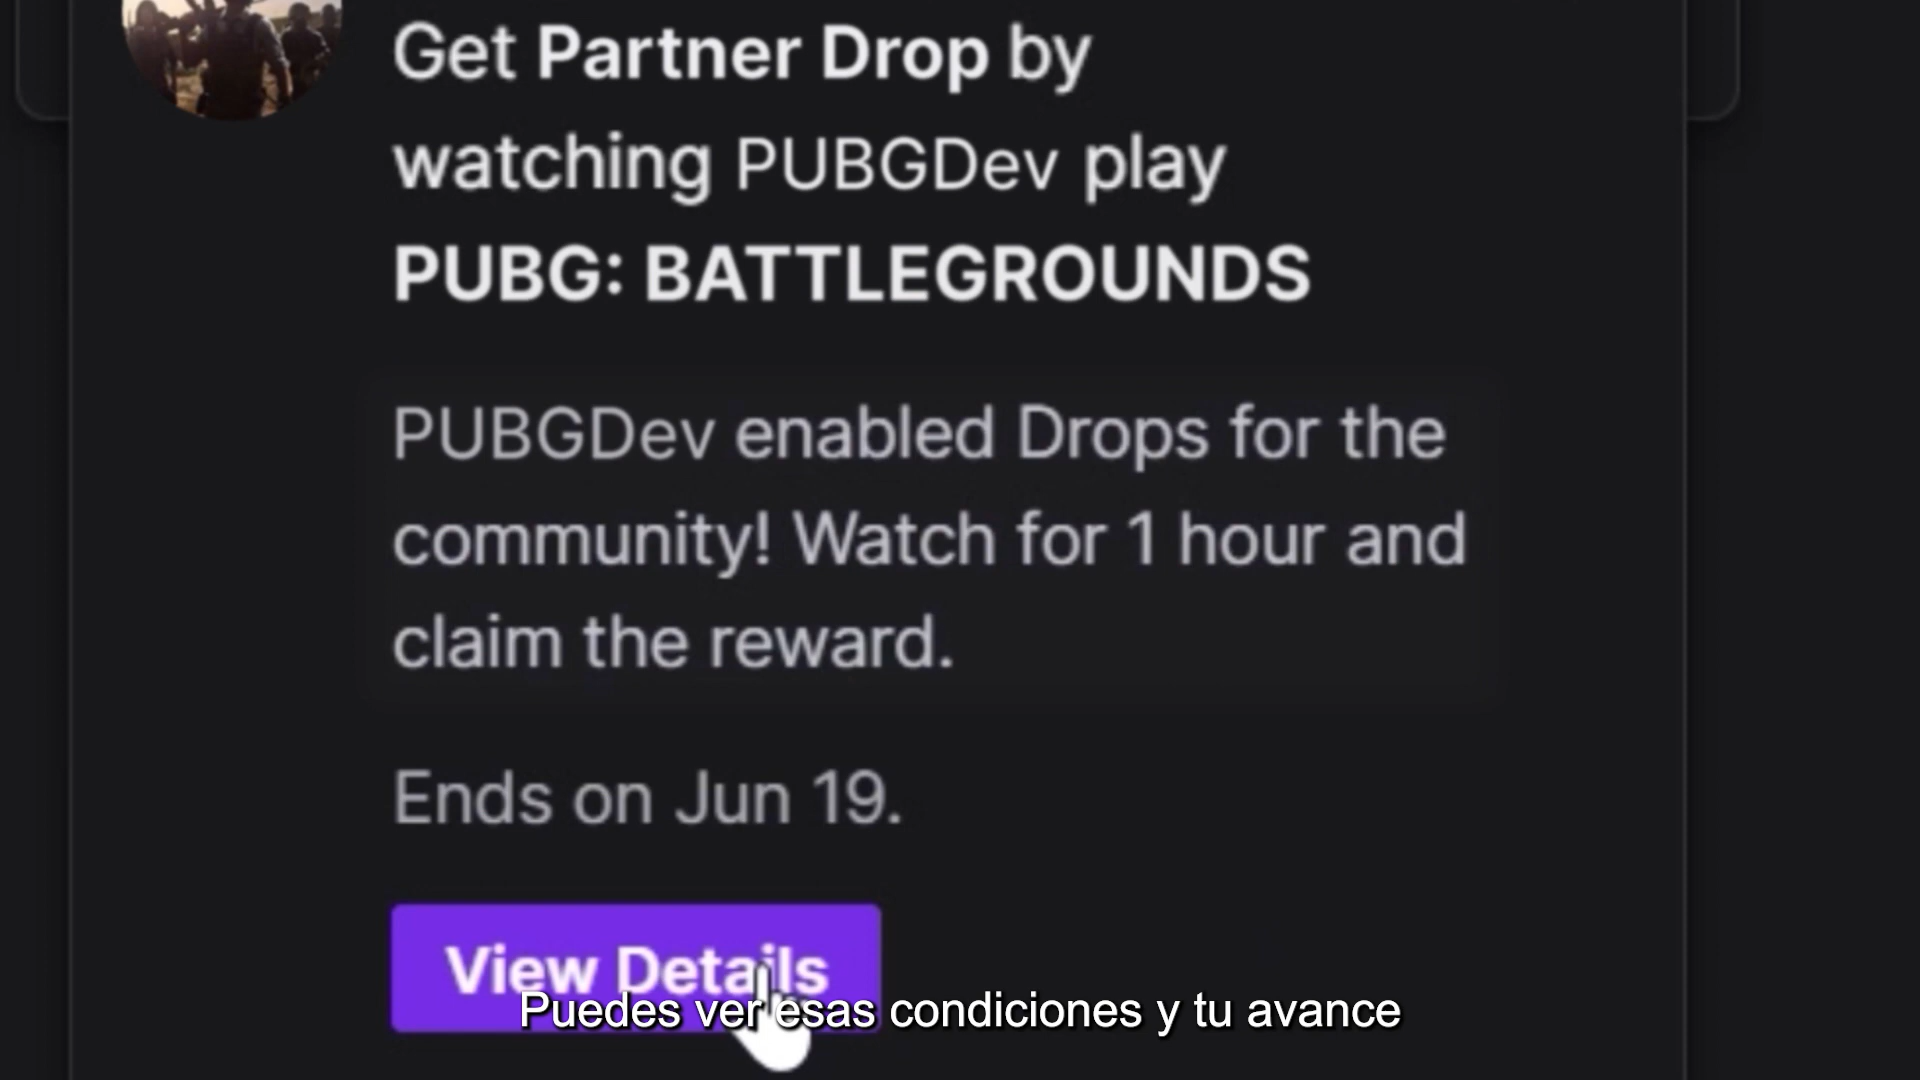 Get Partner Drop by
watching PUBGDev play
PUBG: BATTLEGROUNDS
PUBGDev enabled Drops for the
community! Watch for 1 hour and
claim the reward.
Ends on Jun 19.
View Details
Puedes ver esas condiciones y tu avance